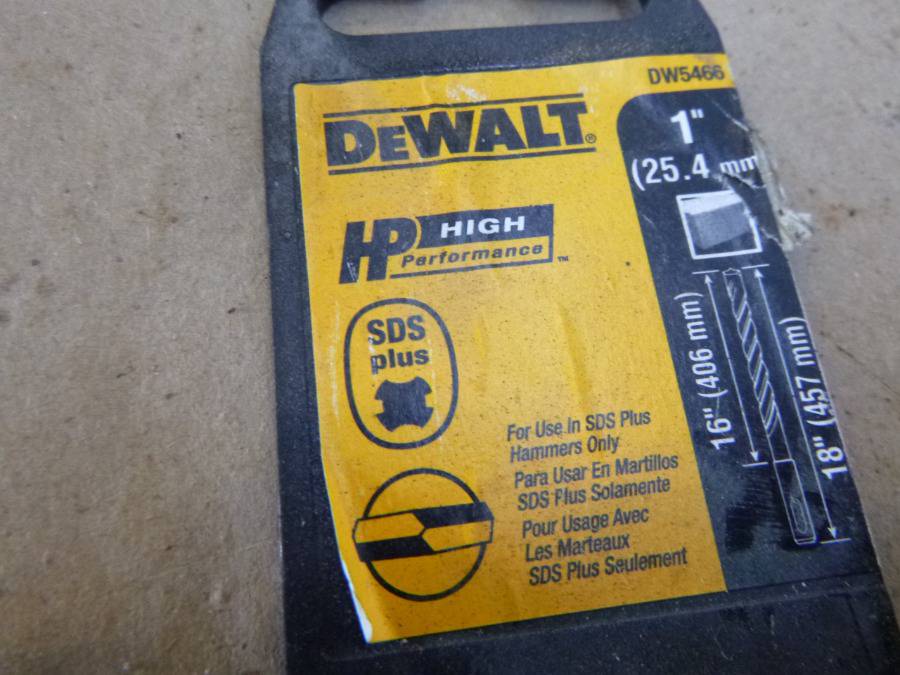 DW5466
DEWALT®
1"
(25.4 mm
HP HIGH
Performance™
SDS
plus
16" (406 mm)
18" (457 mm)
For Use in SDS Plus
Hammers Only
Para Usar En Martillos
SDS Plus Solamente
Pour Usage Avec
Les Marteaux
SDS Plus Seulement